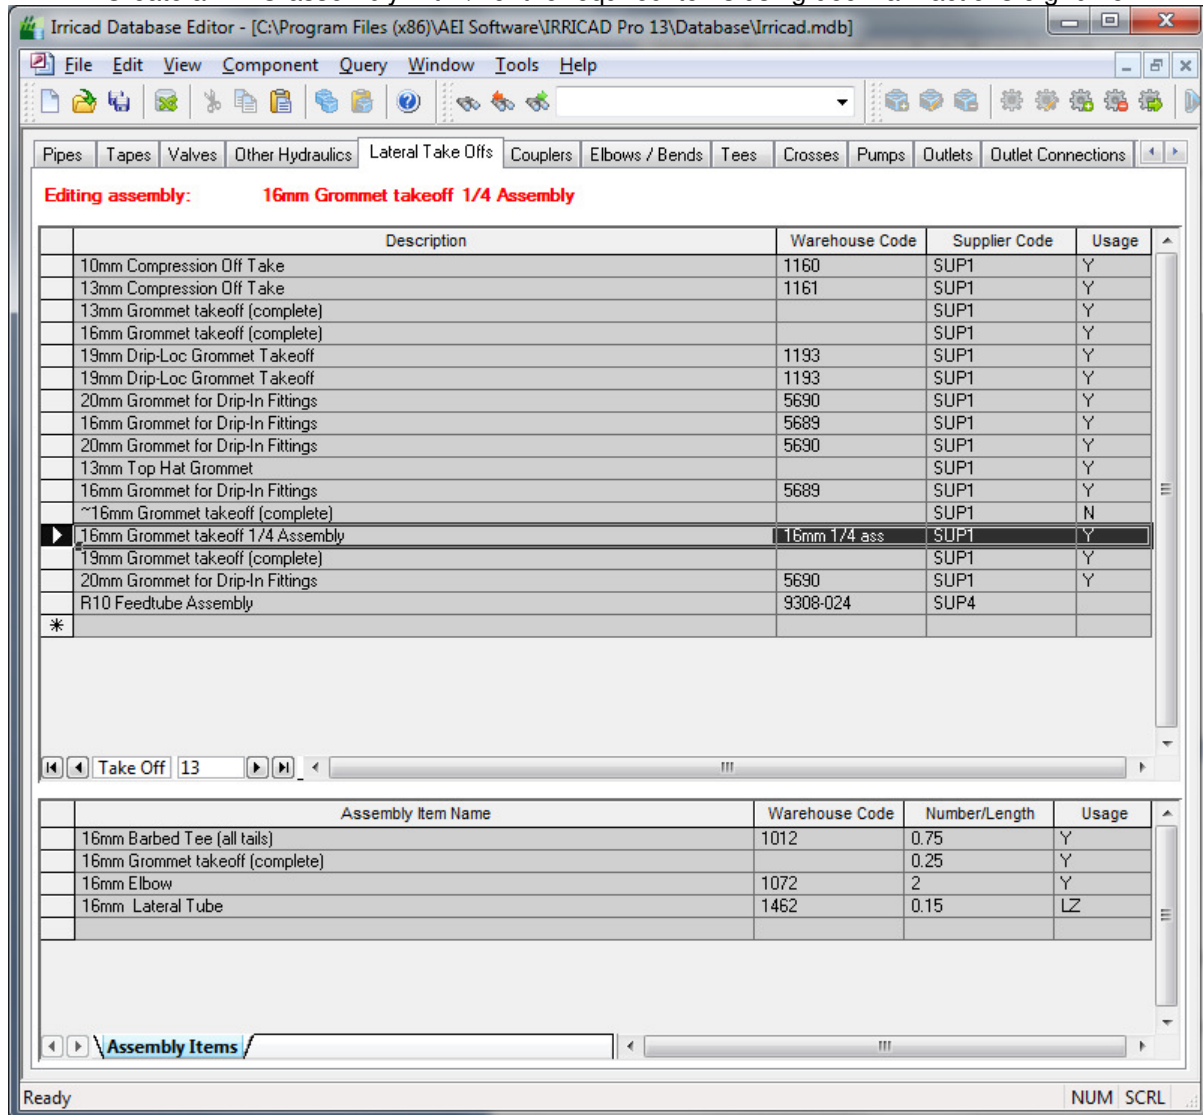 Irricad Database Editor - [C:\Program Files (x86)\AEI Software\IRRICAD Pro 13\Database\Irricad.mdb]
File Edit View Component Query Window Tools Help
Pipes Tapes Valves Other Hydraulics Lateral Take Offs Couplers Elbows / Bends Tees Crosses Pumps Outlets Outlet Connections
Editing assembly: 16mm Grommet takeoff 1/4 Assembly
Description Warehouse Code Supplier Code Usage
10mm Compression Off Take 1160 SUP1 Y
13mm Compression Off Take 1161 SUP1 Y
13mm Grommet takeoff (complete) SUP1 Y
16mm Grommet takeoff (complete) SUP1 Y
19mm Drip-Loc Grommet Takeoff 1193 SUP1 Y
19mm Drip-Loc Grommet Takeoff 1193 SUP1 Y
20mm Grommet for Drip-In Fittings 5690 SUP1 Y
16mm Grommet for Drip-In Fittings 5689 SUP1 Y
20mm Grommet for Drip-In Fittings 5690 SUP1 Y
13mm Top Hat Grommet SUP1 Y
16mm Grommet for Drip-In Fittings 5689 SUP1 Y
~16mm Grommet takeoff (complete) SUP1 N
16mm Grommet takeoff 1/4 Assembly 16mm 1/4 ass SUP1 Y
19mm Grommet takeoff (complete) SUP1 Y
20mm Grommet for Drip-In Fittings 5690 SUP1 Y
R10 Feedtube Assembly 9308-024 SUP4
Take Off 13
Assembly Item Name Warehouse Code Number/Length Usage
16mm Barbed Tee (all tails) 1012 0.75 Y
16mm Grommet takeoff (complete) 0.25 Y
16mm Elbow 1072 2 Y
16mm Lateral Tube 1462 0.15 LZ
Assembly Items
Ready NUM SCRL